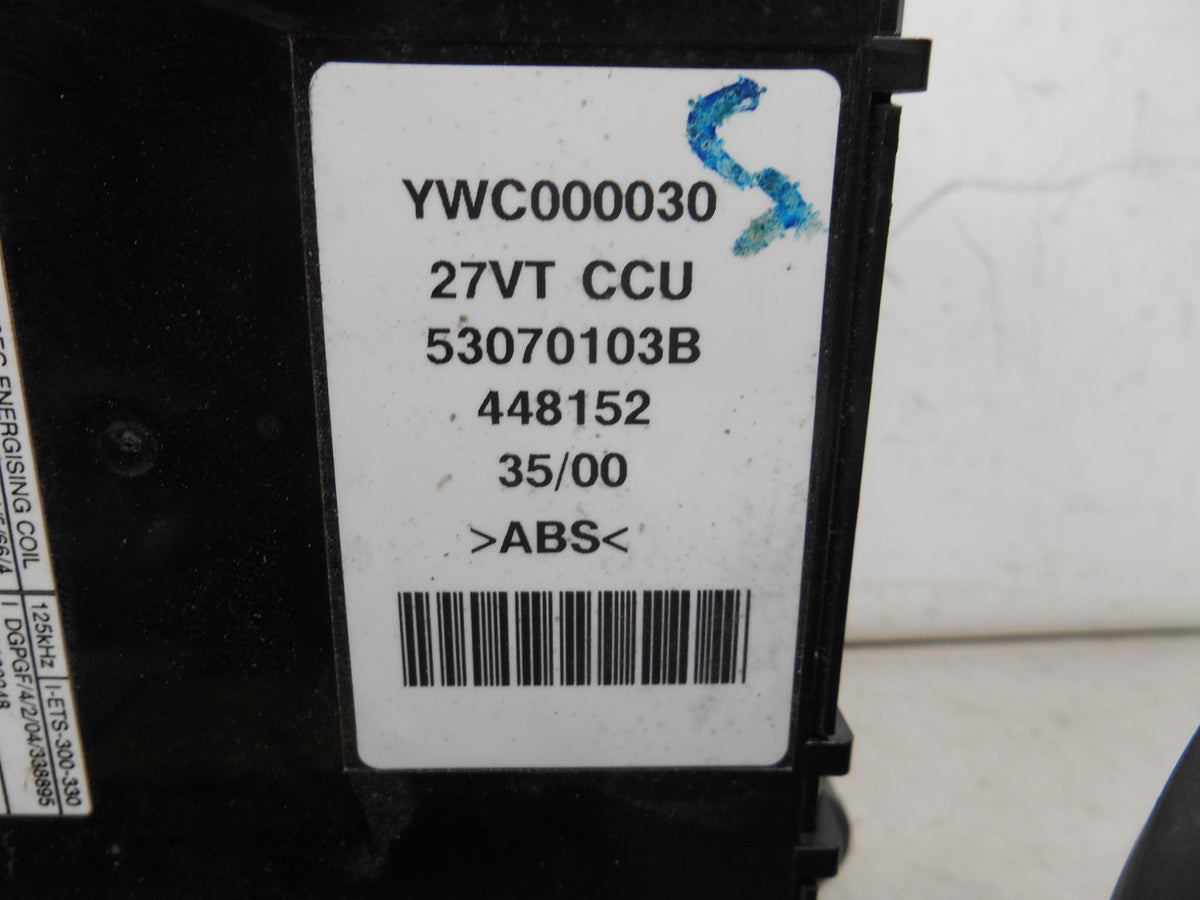 YWC000030
27VT CCU
53070103B
448152
35/00
>ABS<
ENERGISING COIL
125kHz I-ETS-300-330
DGPGF/4/2/04/338895